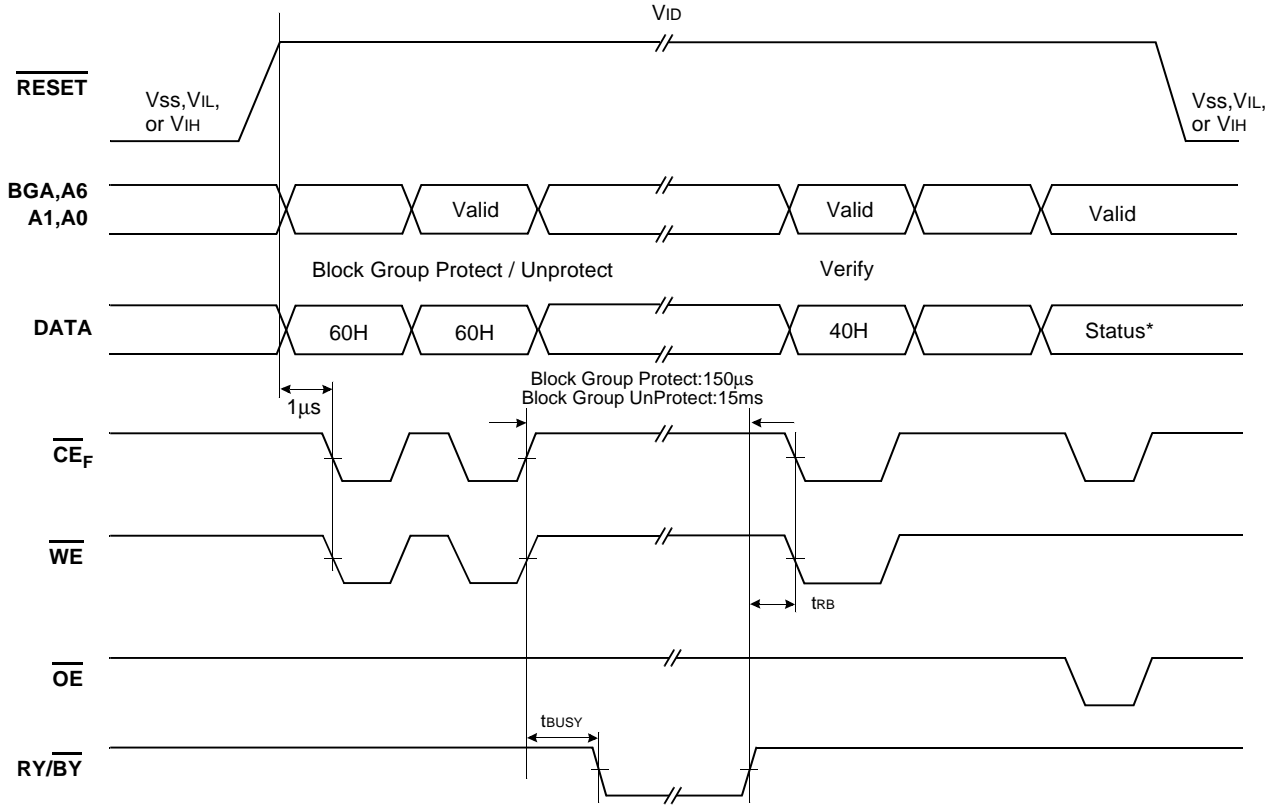 VID
RESET
Vss,VIL,
or VIH
Vss,VIL,
or VIH
BGA,A6
A1,A0
Valid
Valid
Valid
Block Group Protect / Unprotect
Verify
DATA
60H
60H
40H
Status*
Block Group Protect:150μs
Block Group UnProtect:15ms
1μs
CEF
WE
tRB
OE
tBUSY
RY/BY